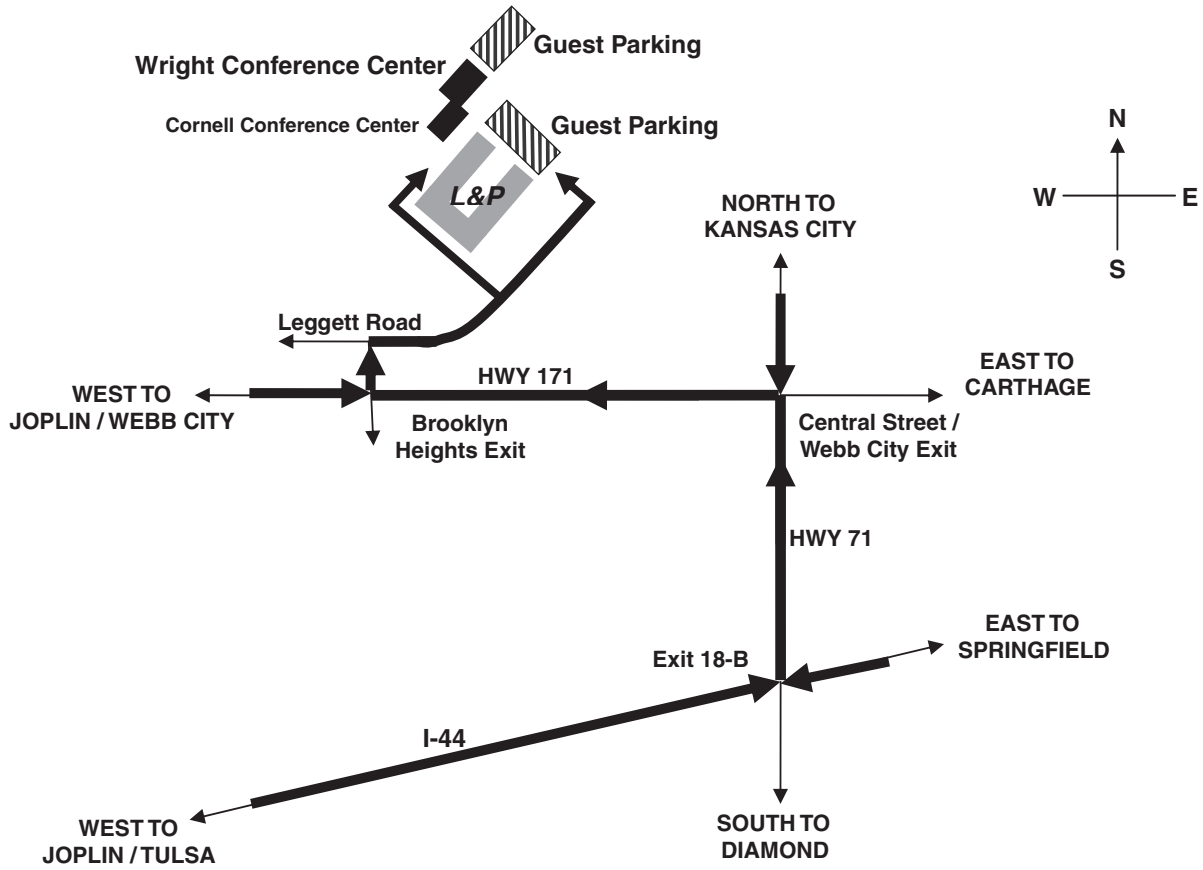 Guest Parking
Wright Conference Center
Cornell Conference Center
Guest Parking
L&P
N
W
E
S
NORTH TO
KANSAS CITY
Leggett Road
HWY 171
EAST TO
CARTHAGE
WEST TO
JOPLIN / WEBB CITY
Brooklyn
Heights Exit
Central Street /
Webb City Exit
HWY 71
EAST TO
SPRINGFIELD
Exit 18-B
I-44
WEST TO
JOPLIN / TULSA
SOUTH TO
DIAMOND